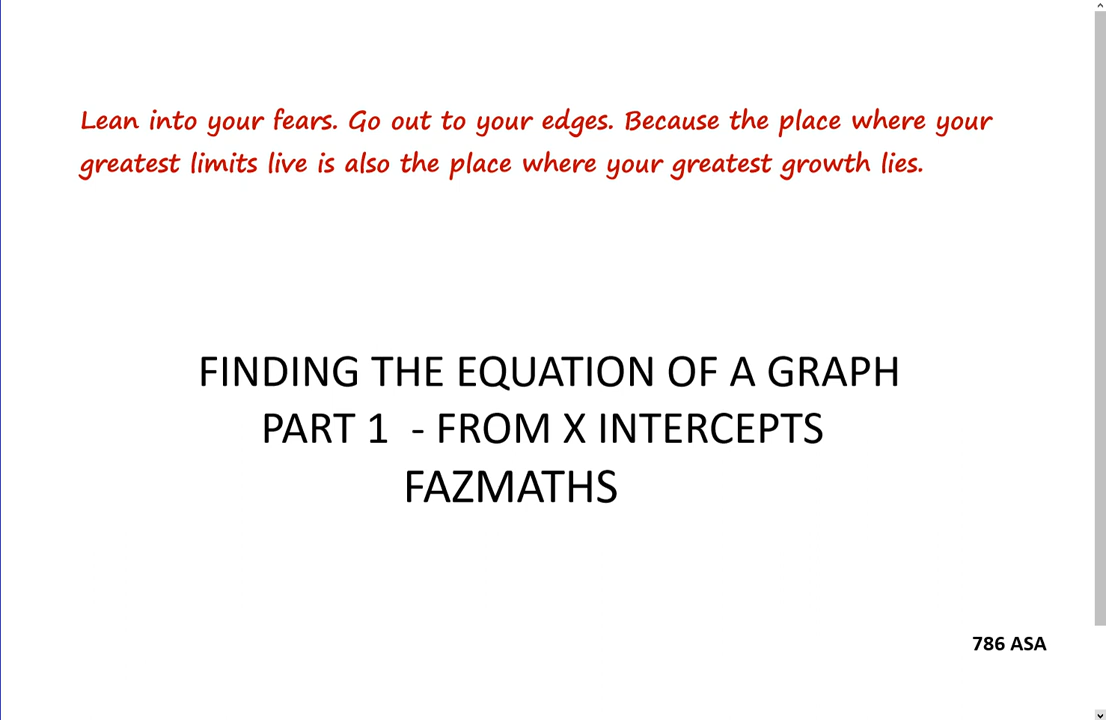 Lean into your fears. Go out to your edges. Because the place where your
greatest limits live is also the place where your greatest growth lies.
FINDING THE EQUATION OF A GRAPH
PART 1 - FROM X INTERCEPTS
FAZMATHS
786 ASA